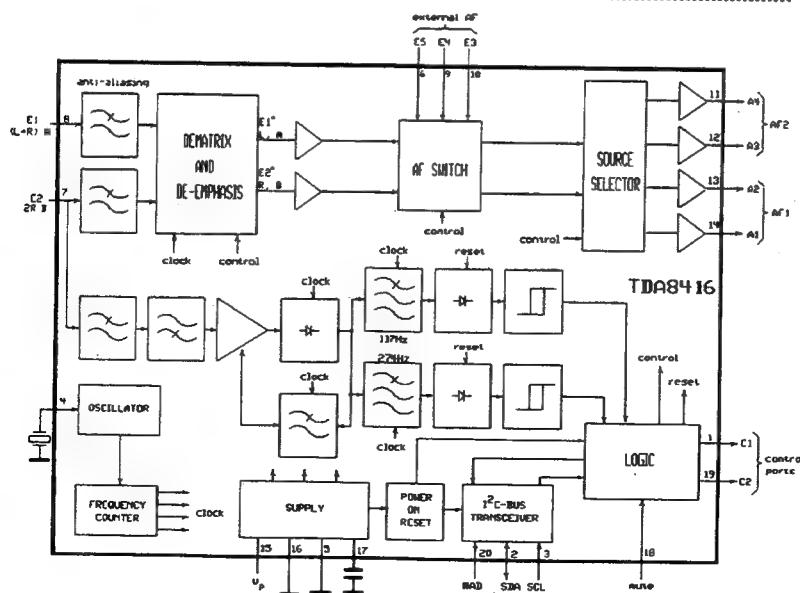 external AF
E5 E4 E3
6 9 10
anti-aliasing
E1
(L+R)
8
E2
2R
7
DEMATRIX
AND
DE-EMPHASIS
E1"
L, A
E2"
R, B
AF SWITCH
SOURCE
SELECTOR
11 A4
12 A3
AF2
13 A2
14 A1
AF1
clock control
control
control
TDA8416
clock
clock
reset
117Hz
274Hz
reset
clock
clock
4
OSCILLATOR
FREQUENCY
COUNTER
clock
SUPPLY
POWER
ON
RESET
I²C-BUS
TRANSCEIVER
LOGIC
control
reset
1 C1
19 C2
control
ports
15 16 5 17
20 2 3
18
Vp
MAD SDA SCL
mute